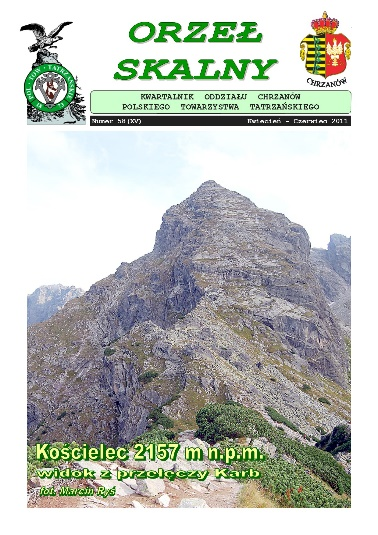 ORZEŁ
SKALNY
CHRZANÓW
KWARTALNIK ODDZIAŁU CHRZANÓW
POLSKIEGO TOWARZYSTWA TATRZAŃSKIEGO
Numer 58(XV) Kwiecień - Czerwiec 2011
Kościelec 2157 m n.p.m.
widok z przełęczy Karb
fot. Marcin Ryś